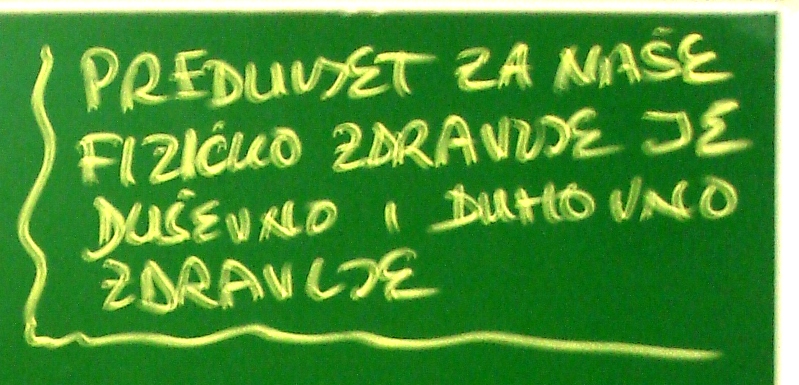 PREDUVJET ZA NAŠE
FIZIČKO ZDRAVLJE JE
DUŠEVNO I DUHOVNO
ZDRAVLJE